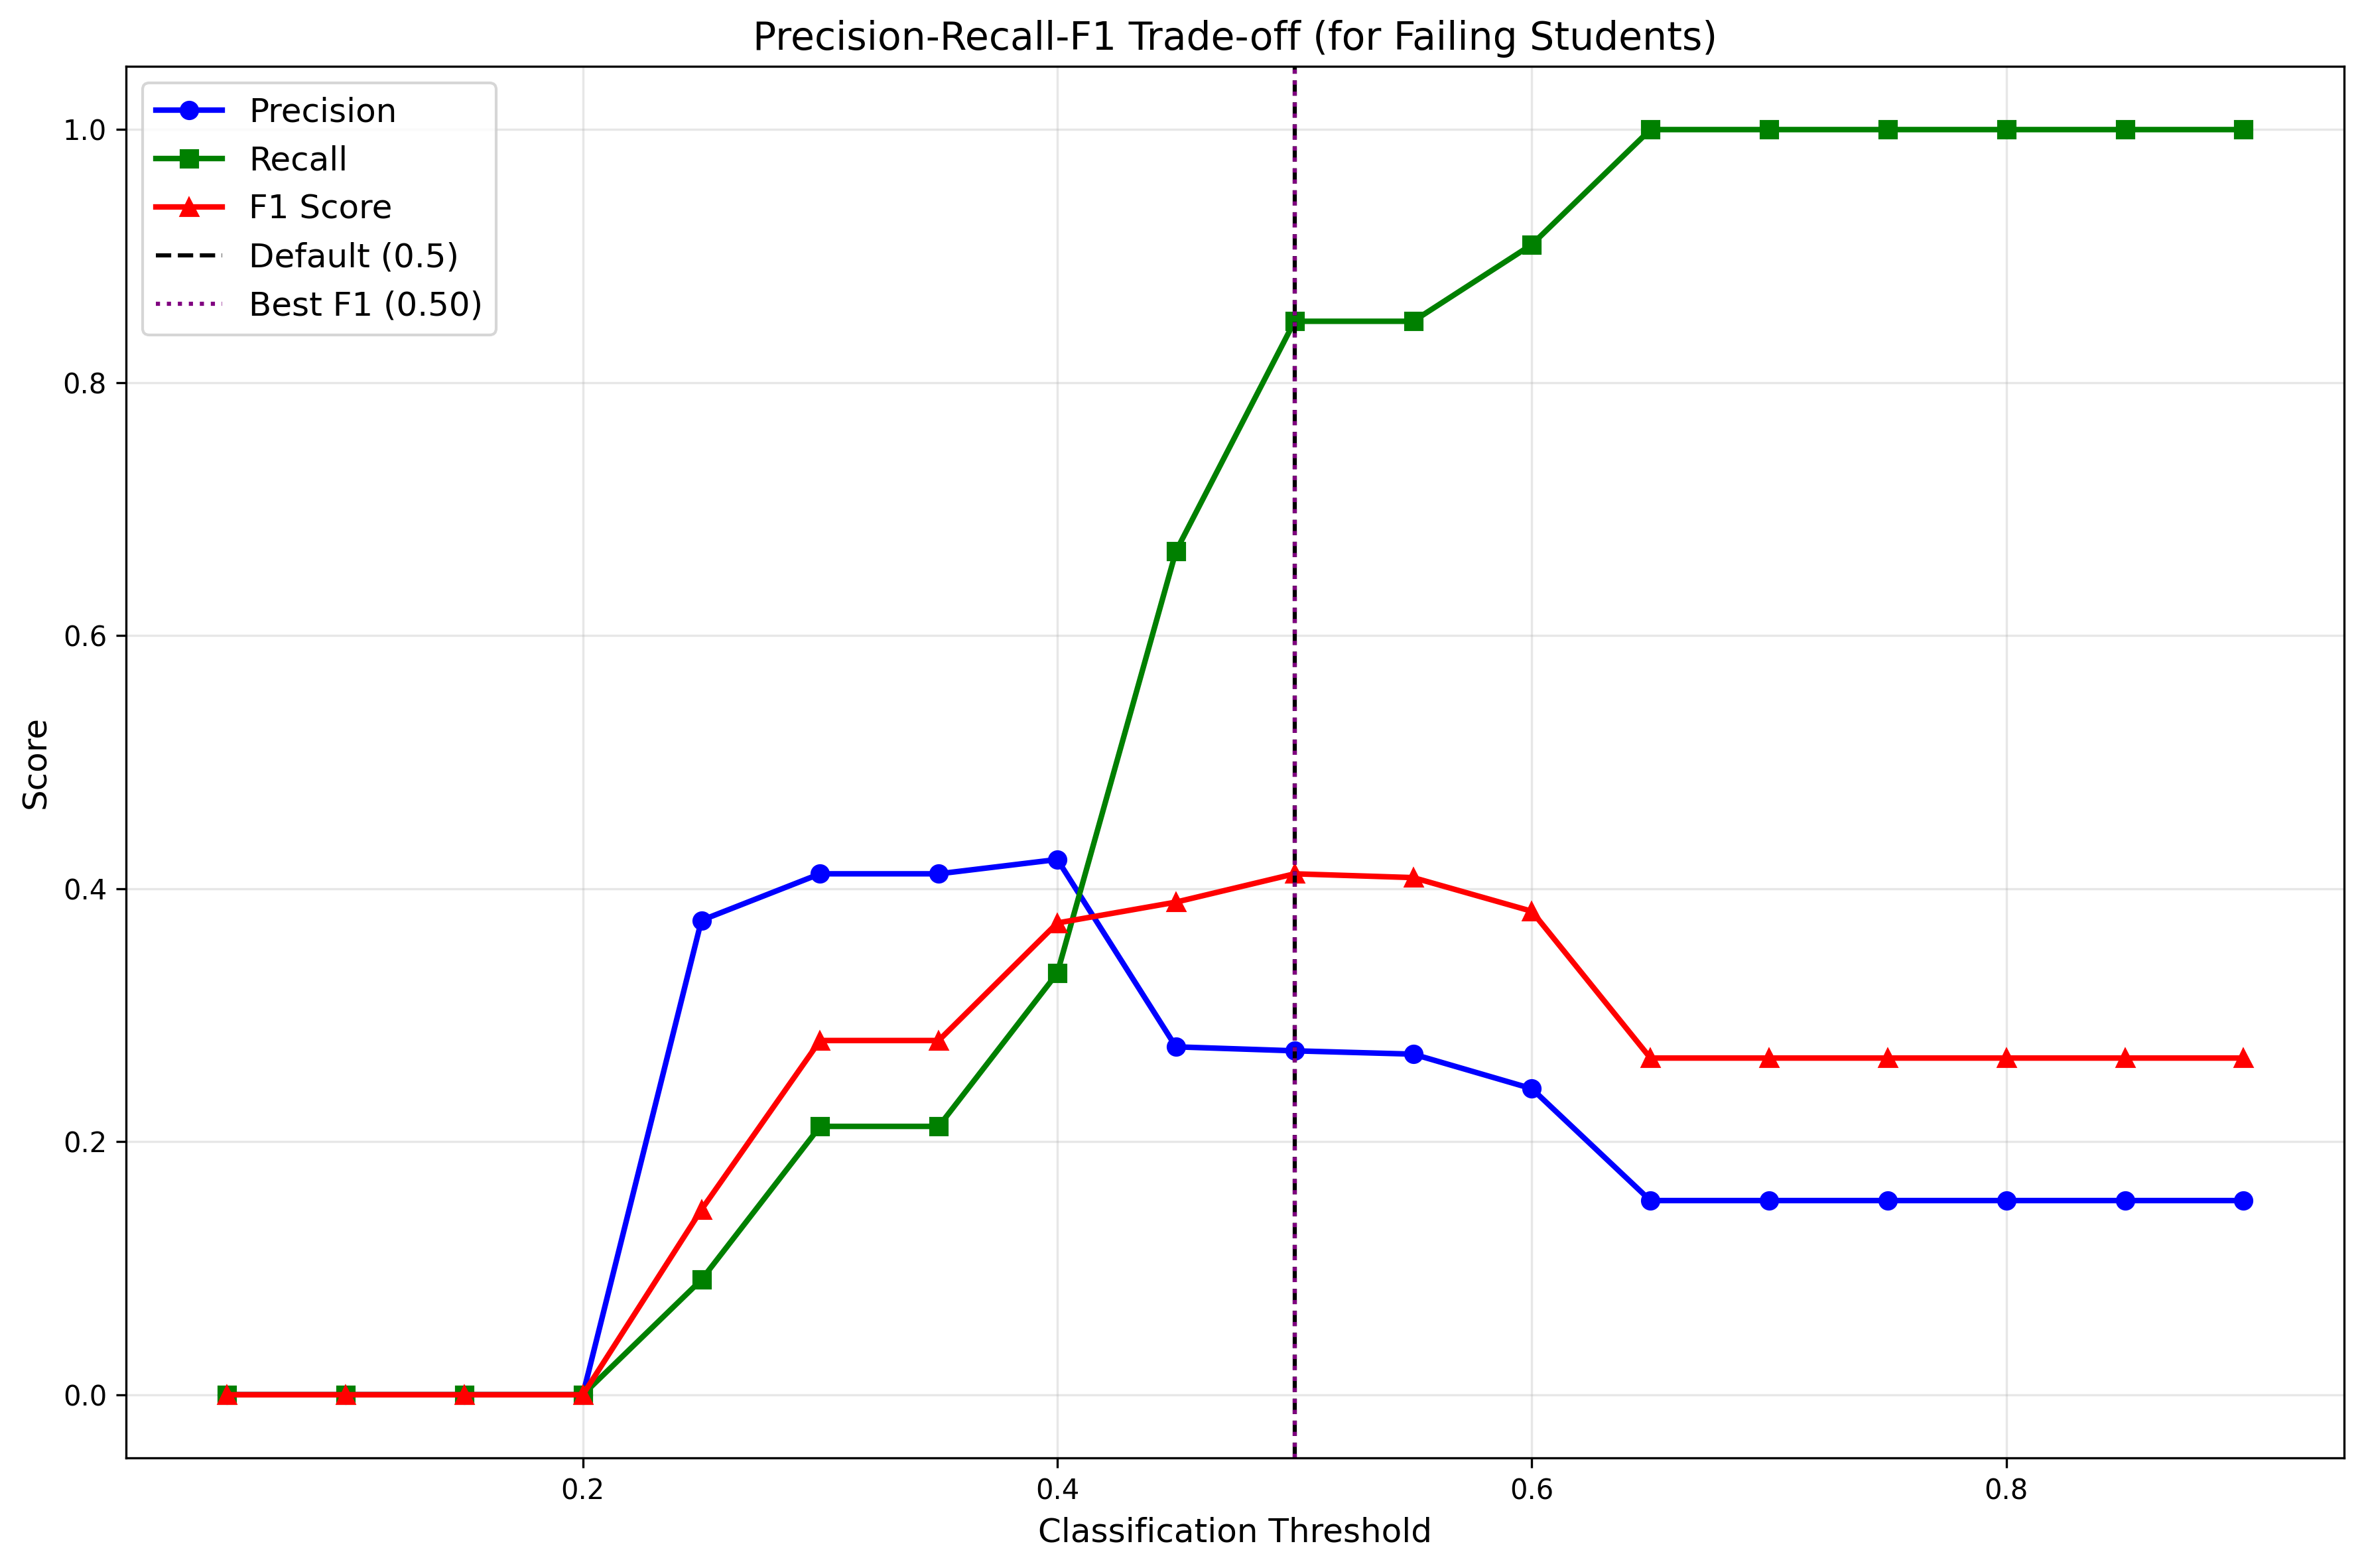 Precision-Recall-F1 Trade-off (for Failing Students)
Precision
Recall
F1 Score
Default (0.5)
Best F1 (0.50)
1.0
0.8
0.6
0.4
0.2
0.0
Score
0.2
0.4
0.6
0.8
Classification Threshold